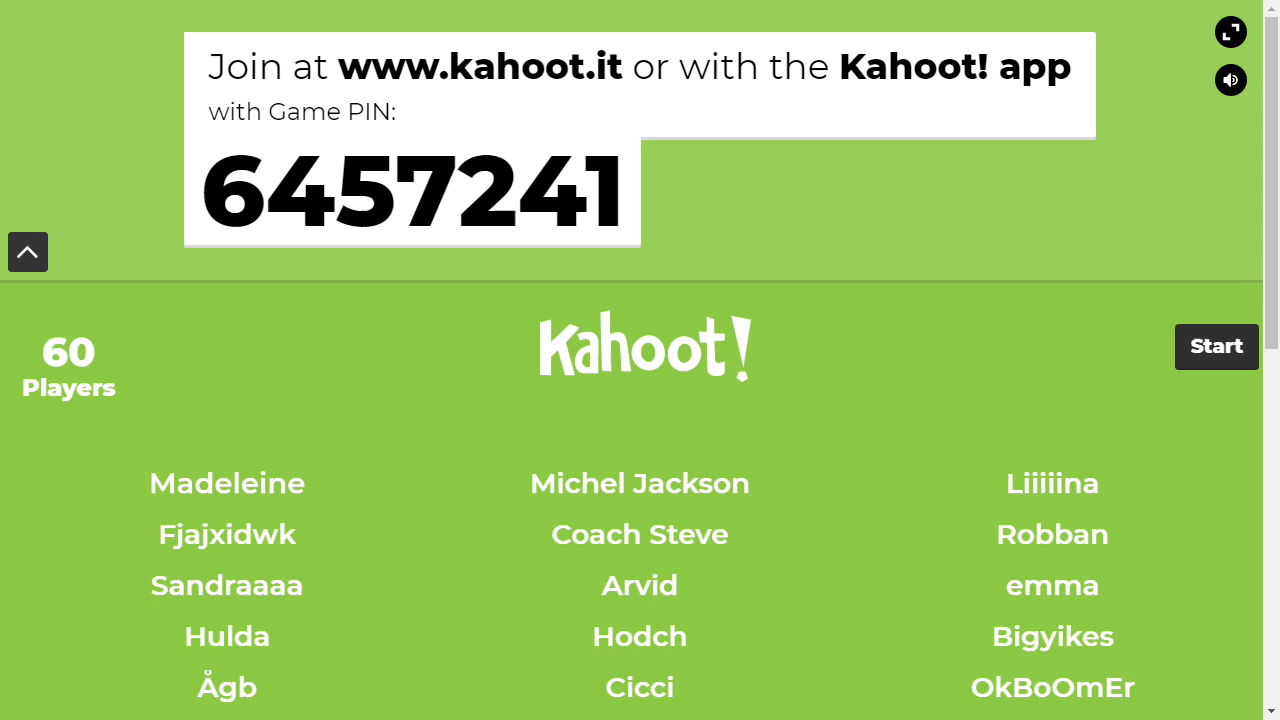 Join at www.kahoot.it or with the Kahoot! app
with Game PIN:
6457241
60
Players
Kahoot!
Start
Madeleine
Michel Jackson
Liiiiina
Fjajxidwk
Coach Steve
Robban
Sandraaaa
Arvid
emma
Hulda
Hodch
Bigyikes
Ågb
Cicci
OkBoOmEr